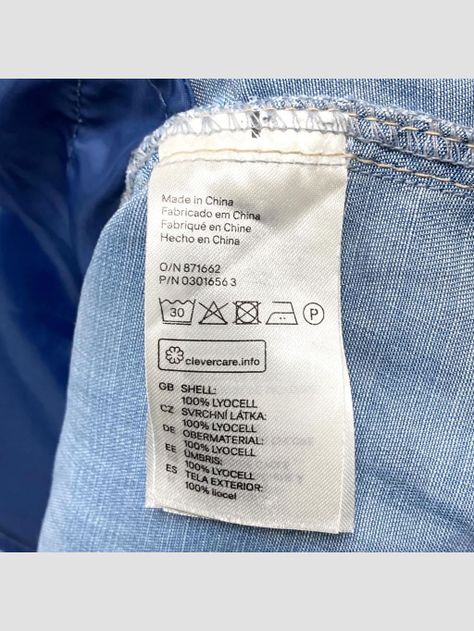 Made in China
Fabricado em China
Fabriqué en Chine
Hecho en China
O/N 871662
P/N 0301656 3
30
P
clevercare.info
GB SHELL:
100% LYOCELL
CZ SVRCHNÍ LÁTKA:
100% LYOCELL
DE OBERMATERIAL:
100% LYOCELL
EE ÜMBRIS:
100% LYOCELL
ES TELA EXTERIOR:
100% liocel